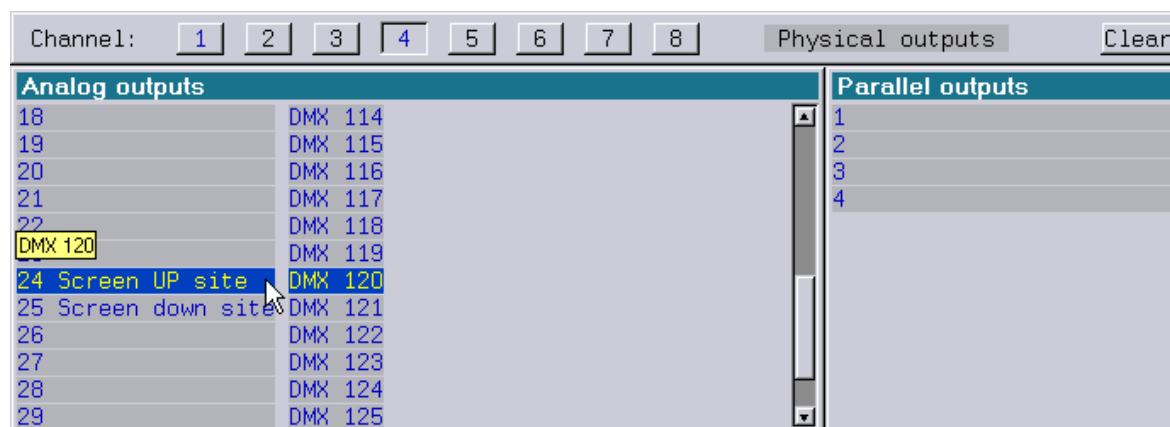 Channel: 1 2 3 4 5 6 7 8 Physical outputs Clear
Analog outputs
18 DMX 114
19 DMX 115
20 DMX 116
21 DMX 117
22 DMX 118
DMX 120
DMX 119
24 Screen UP site DMX 120
25 Screen down site DMX 121
26 DMX 122
27 DMX 123
28 DMX 124
29 DMX 125
Parallel outputs
1
2
3
4